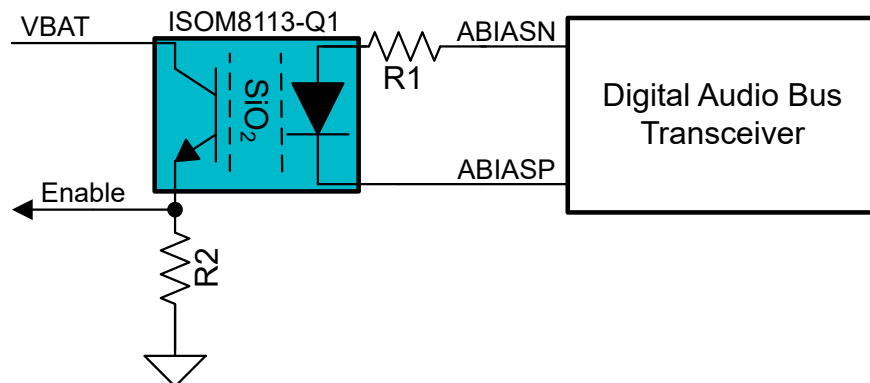 VBAT
ISOM8113-Q1
ABIASN
R1
SiO₂
Digital Audio Bus
Transceiver
ABIASP
Enable
R2